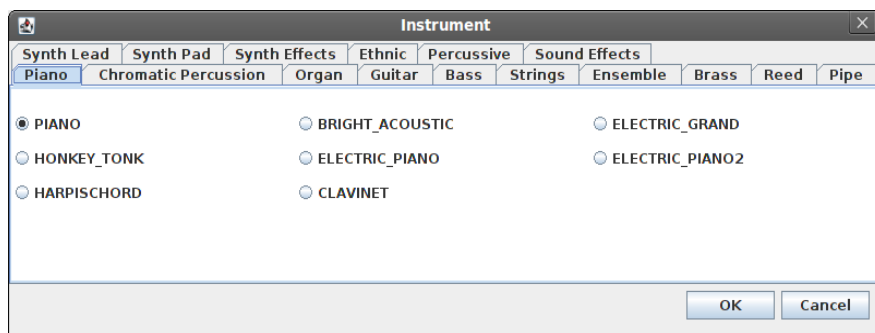 Instrument
Synth Lead Synth Pad Synth Effects Ethnic Percussive Sound Effects
Piano Chromatic Percussion Organ Guitar Bass Strings Ensemble Brass Reed Pipe
PIANO BRIGHT_ACOUSTIC ELECTRIC_GRAND
HONKEY_TONK ELECTRIC_PIANO ELECTRIC_PIANO2
HARPISCHORD CLAVINET
OK Cancel